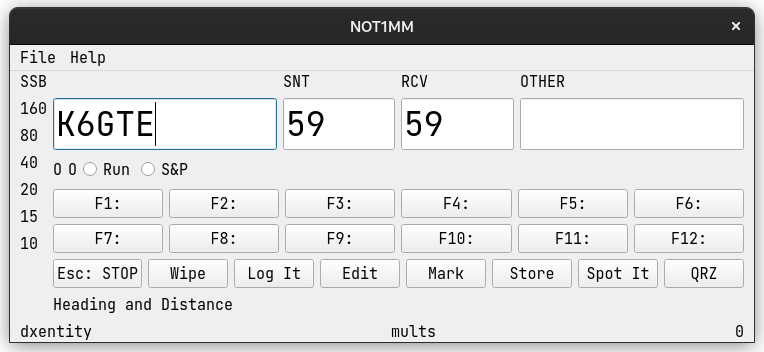 NOT1MM ×
File Help
SSB SNT RCV OTHER
160 K6GTE 59 59
80
40 O O Run S&P
20 F1: F2: F3: F4: F5: F6:
15
10 F7: F8: F9: F10: F11: F12:
Esc: STOP Wipe Log It Edit Mark Store Spot It QRZ
Heading and Distance
dxentity mults 0